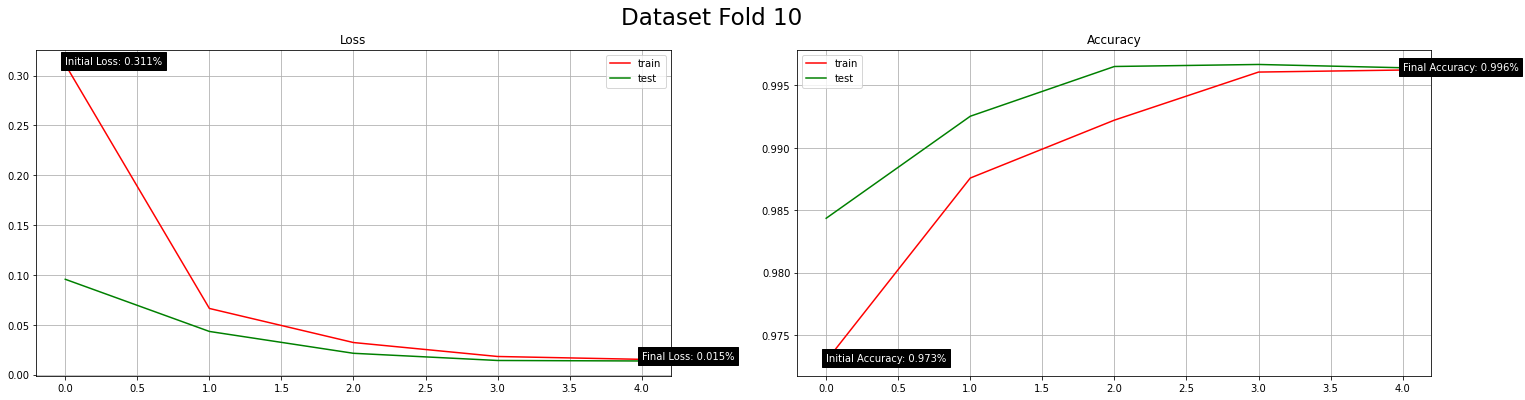 Dataset Fold 10
Loss
Initial Loss: 0.311%
train
test
0.30
0.25
0.20
0.15
0.10
0.05
0.00
Final Loss: 0.015%
0.0 0.5 1.0 1.5 2.0 2.5 3.0 3.5 4.0
Accuracy
train
test
Final Accuracy: 0.996%
0.995
0.990
0.985
0.980
0.975
Initial Accuracy: 0.973%
0.0 0.5 1.0 1.5 2.0 2.5 3.0 3.5 4.0